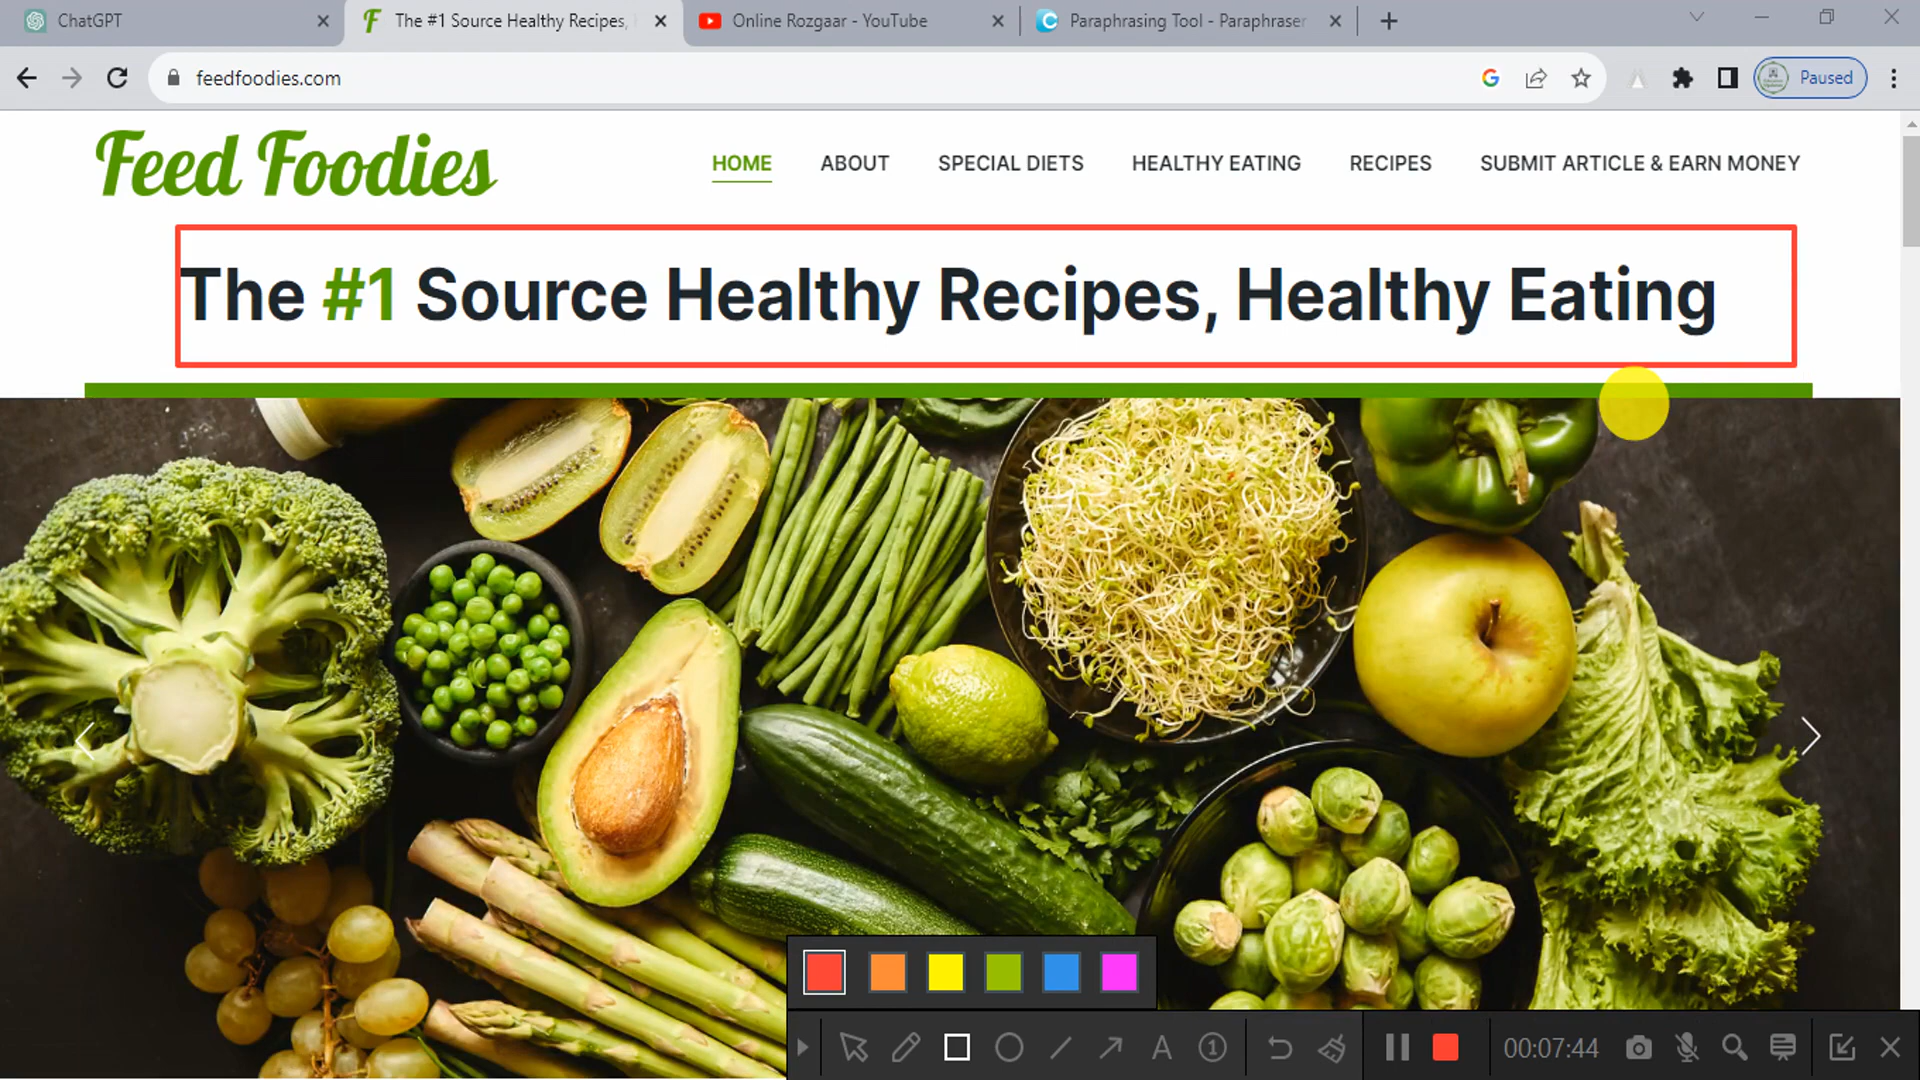 ChatGPT
The #1 Source Healthy Recipes,
Online Rozgaar - YouTube
Paraphrasing Tool - Paraphraser
feedfoodies.com
Paused
Feed Foodies
HOME
ABOUT
SPECIAL DIETS
HEALTHY EATING
RECIPES
SUBMIT ARTICLE & EARN MONEY
The #1 Source Healthy Recipes, Healthy Eating
A
1
00:07:44